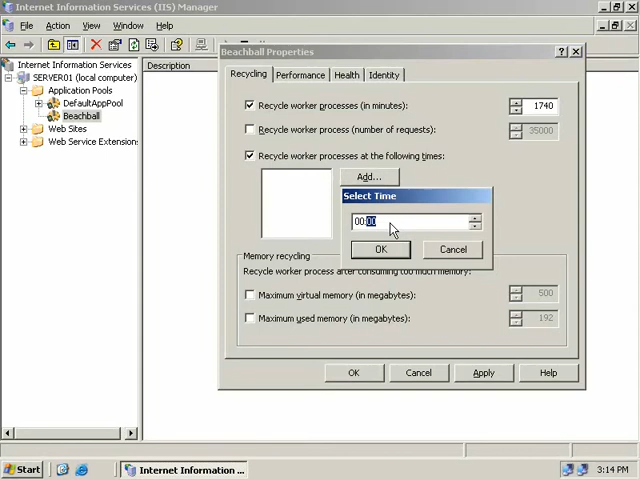 Internet Information Services (IIS) Manager
File Action View Window Help
Internet Information Services
SERVER01 (local computer)
Application Pools
DefaultAppPool
Beachball
Web Sites
Web Service Extensions
Description
Beachball Properties
Recycling Performance Health Identity
Recycle worker processes (in minutes): 1740
Recycle worker process (number of requests): 35000
Recycle worker processes at the following times:
Add...
Select Time
00:00
OK Cancel
Memory recycling
Recycle worker process after consuming too much memory:
Maximum virtual memory (in megabytes): 500
Maximum used memory (in megabytes): 192
OK Cancel Apply Help
Start Internet Information ... 3:14 PM